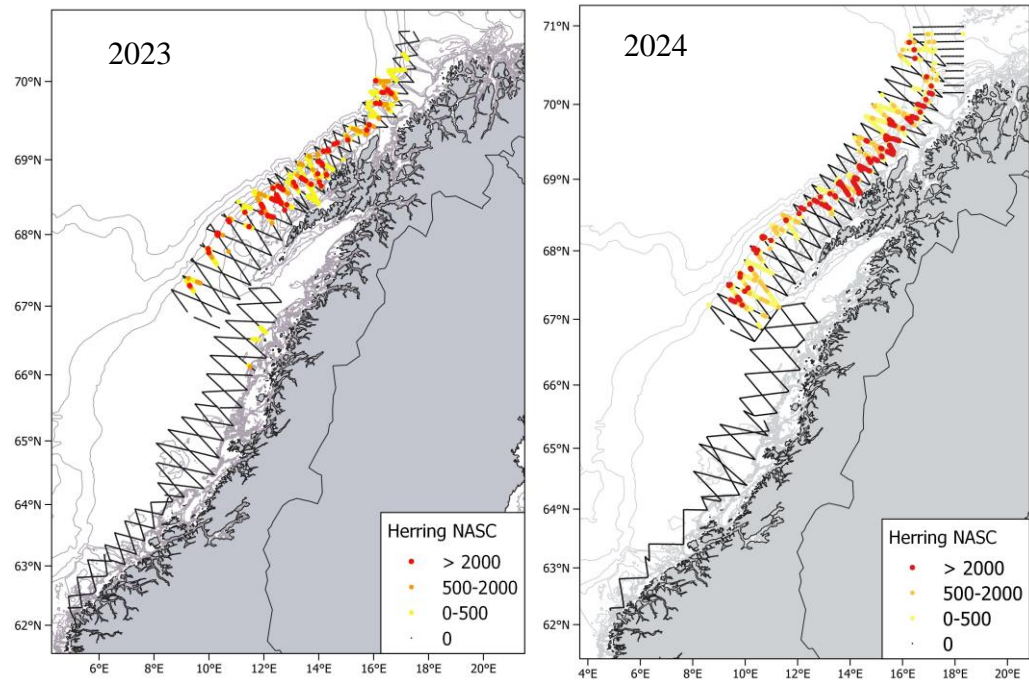 2023
70°N
69°N
68°N
67°N
66°N
65°N
64°N
63°N
62°N
6°E 8°E 10°E 12°E 14°E 16°E 18°E 20°E
Herring NASC
> 2000
500-2000
0-500
0
2024
71°N
70°N
69°N
68°N
67°N
66°N
65°N
64°N
63°N
62°N
4°E 6°E 8°E 10°E 12°E 14°E 16°E 18°E 20°E
Herring NASC
> 2000
500-2000
0-500
0